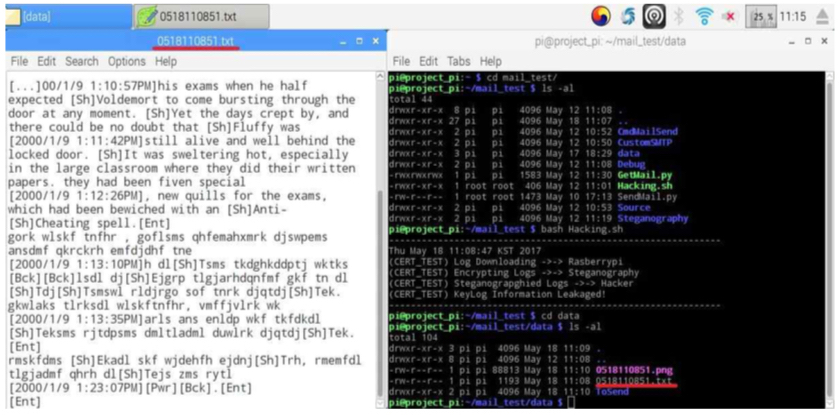 [data]
0518110851.txt
25 %
11:15
0518110851.txt
pi@project_pi: ~/mail_test/data
File Edit Search Options Help
File Edit Tabs Help
[...]00/1/9 1:10:57PM]his exams when he half
expected [Sh]Voldemort to come bursting through the
door at any moment. [Sh]Yet the days crept by, and
there could be no doubt that [Sh]Fluffy was
[2000/1/9 1:11:42PM]still alive and well behind the
locked door. [Sh]It was sweltering hot, especially
in the large classroom where they did their written
papers. they had been fiven special
[2000/1/9 1:12:26PM], new quills for the exams,
which had been bewiched with an [Sh]Anti-
[Sh]Cheating spell.[Ent]
gork wlskf tnfhr , goflsms qhfemahxmrk djswpems
ansdmf qkrckrh emfdjdhf tne
[2000/1/9 1:13:10PM]h dl[Sh]Tsms tkdghkddptj wktks
[Bck][Bck]lsdl dj[Sh]Ejgrp tlgjarhdqnfmf gkf tn dl
[Sh]Tdj[Sh]Tsmswl rldjrgo sof tnrk djqtdj[Sh]Tek.
gkwlaks tlrksdl wlskftnfhr, vmffjvlrk wk
[2000/1/9 1:13:35PM]arls ans enldp wkf tkfdkdl
[Sh]Teksms rjtdpsms dmltladml duwlrk djqtdj[Sh]Tek.
[Ent]
rmskfdms [Sh]Ekadl skf wjdehfh ejdnj[Sh]Trh, rmemfdl
tlgjadmf qhrh dl[Sh]Tejs zms rytl
[2000/1/9 1:23:07PM][Pwr][Bck].[Ent]
[Ent]
pi@project_pi:~ $ cd mail_test/
pi@project_pi:~/mail_test $ ls -al
total 44
drwxr-xr-x 8 pi pi 4096 May 12 11:08 .
drwxr-xr-x 27 pi pi 4096 May 18 11:07 ..
drwxr-xr-x 2 pi pi 4096 May 12 10:52 CmdMailSend
drwxr-xr-x 2 pi pi 4096 May 12 10:50 CustomSMTP
drwxr-xr-x 3 pi pi 4096 May 17 18:29 data
drwxr-xr-x 2 pi pi 4096 May 12 11:08 Debug
-rwxrwxrwx 1 pi pi 1583 May 12 11:30 GetMail.py
-rwxr-xr-x 1 root root 406 May 12 11:01 Hacking.sh
-rw-r--r-- 1 root root 1473 May 10 17:13 SendMail.py
drwxr-xr-x 2 pi pi 4096 May 12 10:53 Source
drwxr-xr-x 2 pi pi 4096 May 12 11:19 Steganography
pi@project_pi:~/mail_test $ bash Hacking.sh
Thu May 18 11:08:47 KST 2017
(CERT_TEST) Log Downloading ->-> Rasberrypi
(CERT_TEST) Encrypting Logs ->-> Steganography
(CERT_TEST) Steganograpghied Logs ->-> Hacker
(CERT_TEST) KeyLog Information Leakaged!
pi@project_pi:~/mail_test $ cd data
pi@project_pi:~/mail_test/data $ ls -al
total 104
drwxr-xr-x 3 pi pi 4096 May 18 11:09 .
drwxr-xr-x 8 pi pi 4096 May 12 11:08 ..
-rw-r--r-- 1 pi pi 88813 May 18 11:10 0518110851.png
-rw-r--r-- 1 pi pi 1193 May 18 11:08 0518110851.txt
drwxr-xr-x 2 pi pi 4096 May 18 11:10 ToSend
pi@project_pi:~/mail_test/data $